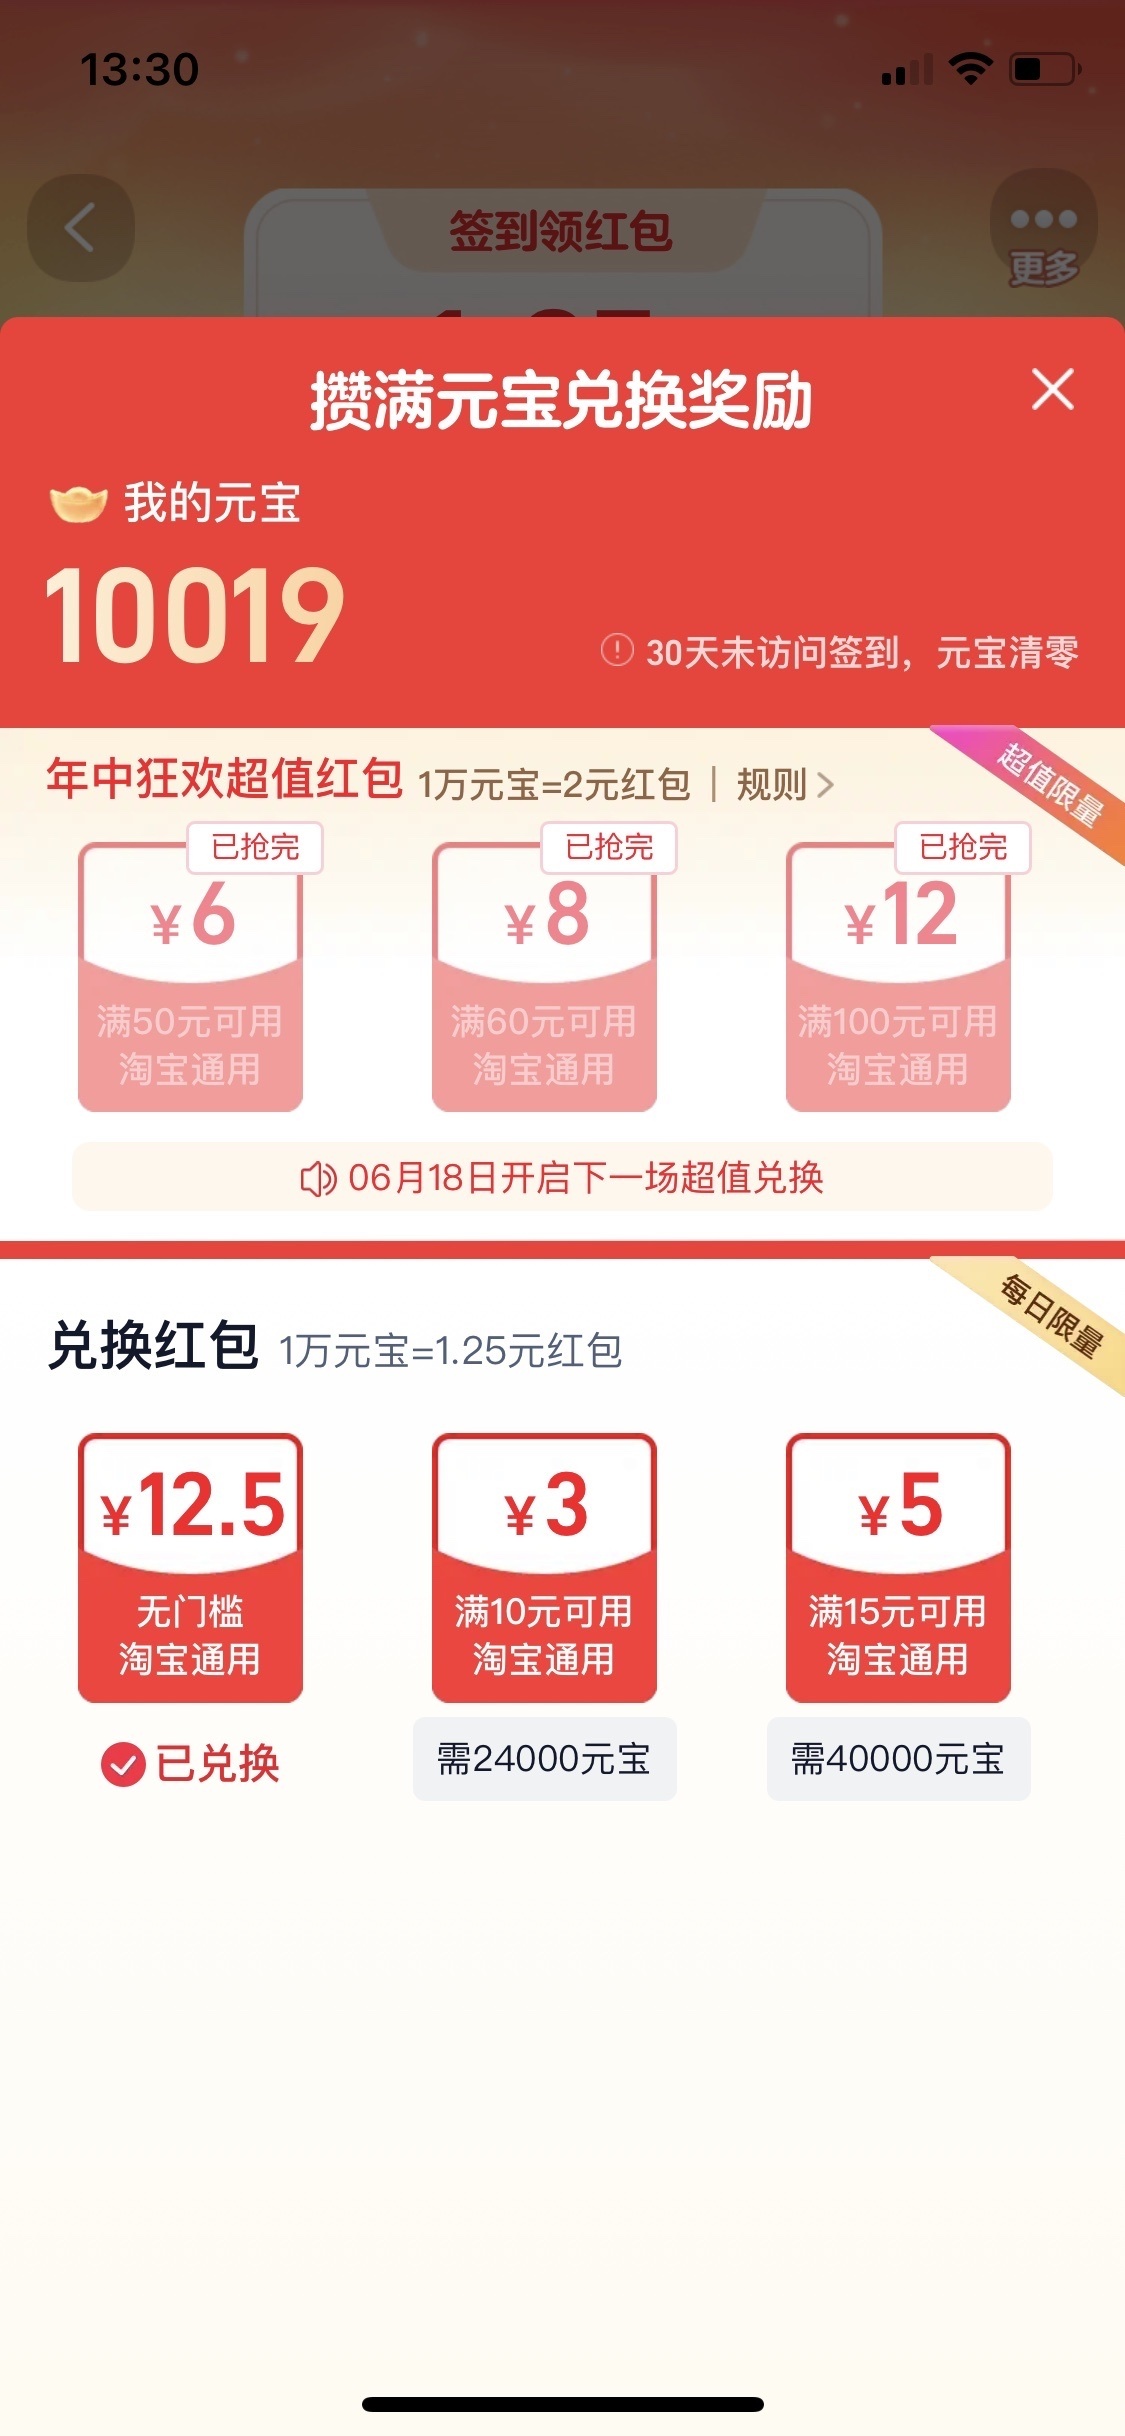 13:30
签到领红包
更多
攒满元宝兑换奖励
我的元宝
10019
30天未访问签到，元宝清零
年中狂欢超值红包 1万元宝=2元红包 | 规则 >
超值限量
已抢完 已抢完 已抢完
¥6 ¥8 ¥12
满50元可用 满60元可用 满100元可用
淘宝通用 淘宝通用 淘宝通用
06月18日开启下一场超值兑换
每日限量
兑换红包 1万元宝=1.25元红包
¥12.5 ¥3 ¥5
无门槛 满10元可用 满15元可用
淘宝通用 淘宝通用 淘宝通用
已兑换 需24000元宝 需40000元宝